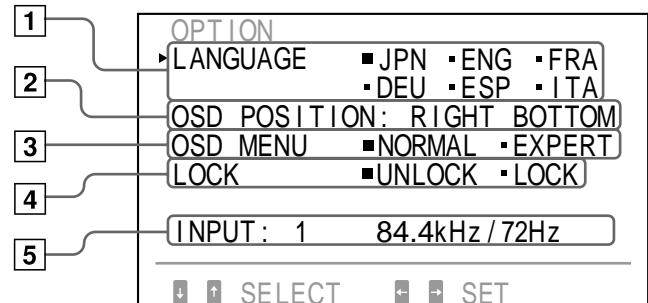 OPTION
1 LANGUAGE ■JPN ▪ENG ▪FRA
▪DEU ▪ESP ▪ITA
2 OSD POSITION: RIGHT BOTTOM
3 OSD MENU ■NORMAL ▪EXPERT
4 LOCK ■UNLOCK ▪LOCK
5 INPUT: 1 84.4kHz/72Hz
↓ ↑ SELECT ← → SET